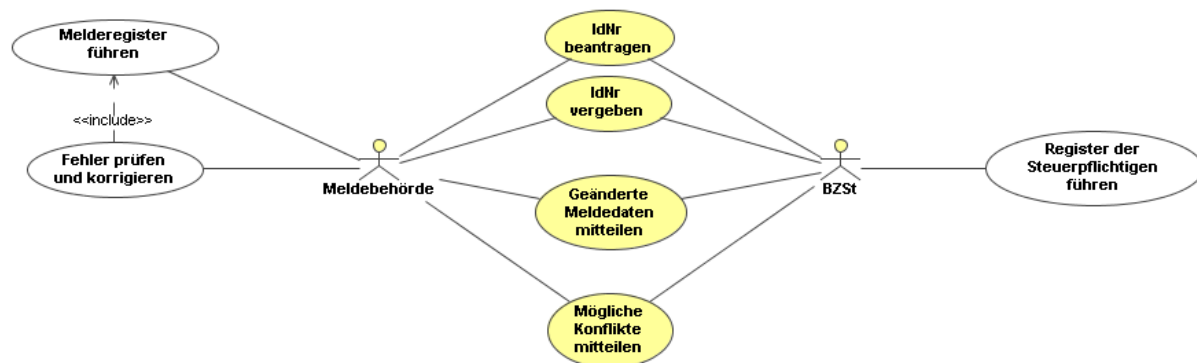 Melderegister
führen
<<include>>
Fehler prüfen
und korrigieren
Meldebehörde
IdNr
beantragen
IdNr
vergeben
Geänderte
Meldedaten
mitteilen
Mögliche
Konflikte
mitteilen
BZSt
Register der
Steuerpflichtigen
führen